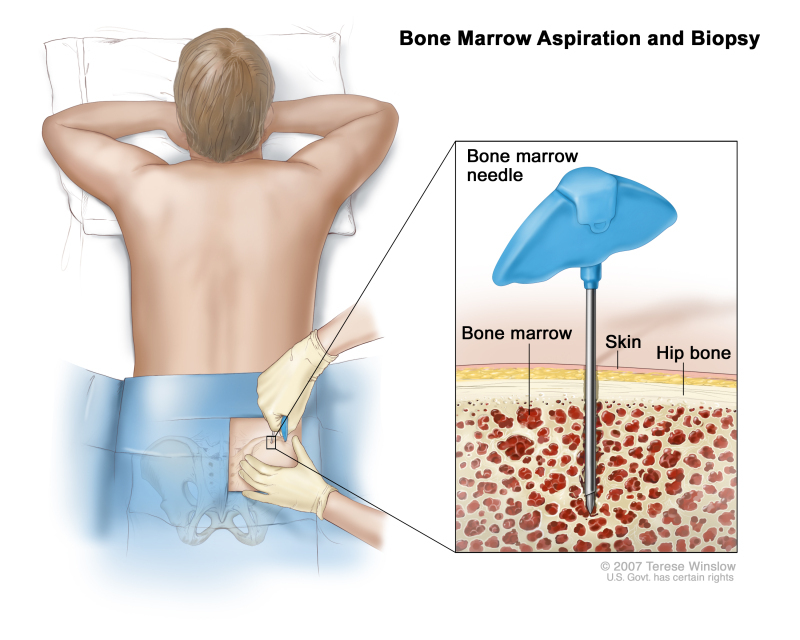 Bone Marrow Aspiration and Biopsy
Bone marrow
needle
Bone marrow
Skin
Hip bone
© 2007 Terese Winslow
U.S. Govt. has certain rights